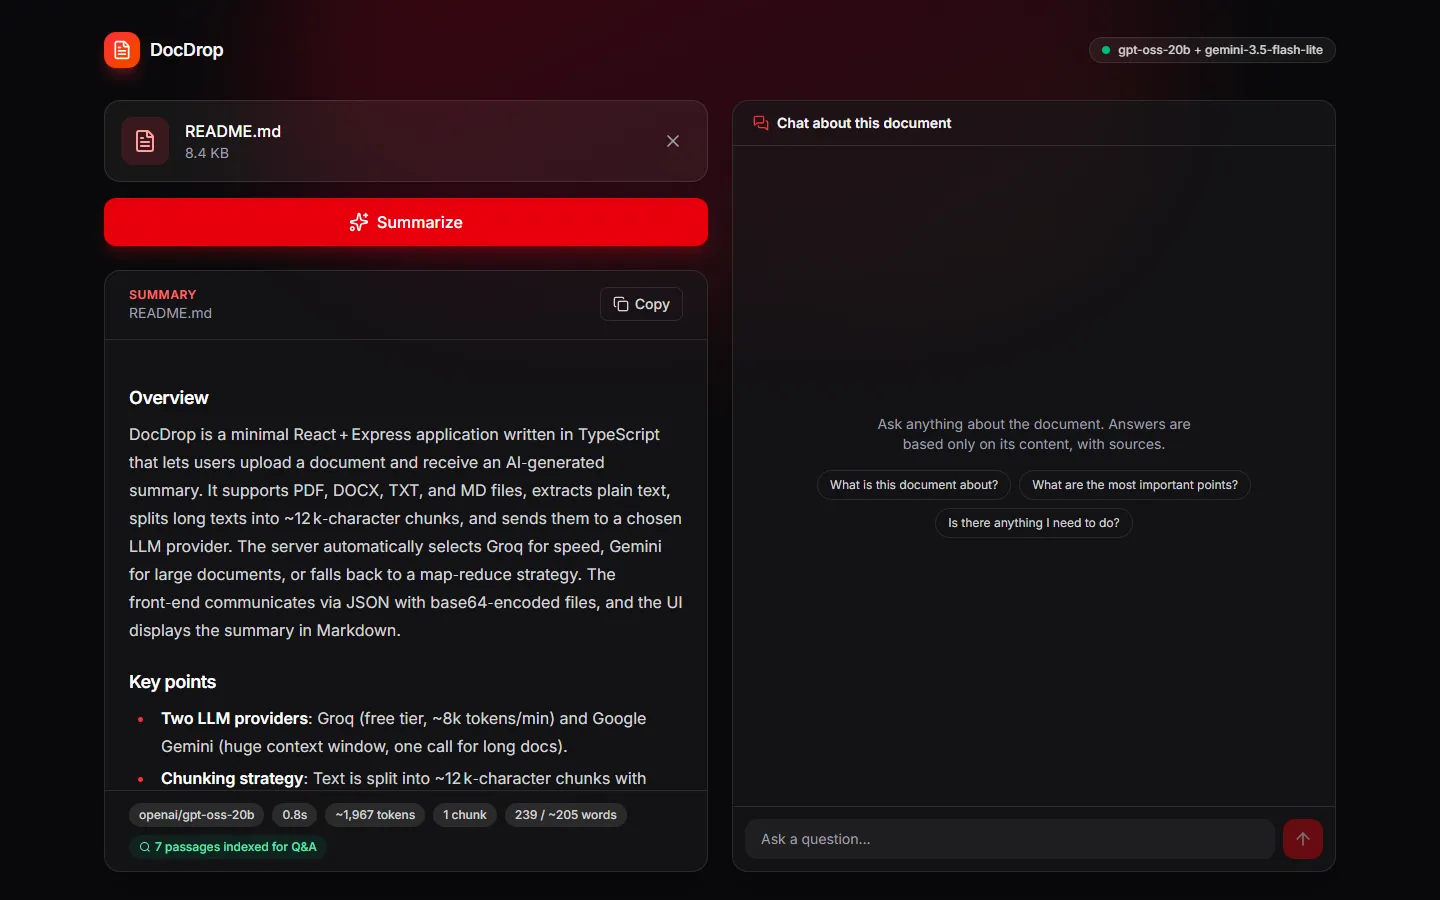 DocDrop
gpt-oss-20b + gemini-3.5-flash-lite
README.md
8.4 KB
Summarize
SUMMARY
README.md
Copy
Overview
DocDrop is a minimal React + Express application written in TypeScript
that lets users upload a document and receive an AI-generated
summary. It supports PDF, DOCX, TXT, and MD files, extracts plain text,
splits long texts into ~12 k-character chunks, and sends them to a chosen
LLM provider. The server automatically selects Groq for speed, Gemini
for large documents, or falls back to a map-reduce strategy. The
front-end communicates via JSON with base64-encoded files, and the UI
displays the summary in Markdown.
Key points
• Two LLM providers: Groq (free tier, ~8k tokens/min) and Google
Gemini (huge context window, one call for long docs).
• Chunking strategy: Text is split into ~12 k-character chunks with
openai/gpt-oss-20b
0.8s
~1,967 tokens
1 chunk
239 / ~205 words
7 passages indexed for Q&A
Chat about this document
Ask anything about the document. Answers are
based only on its content, with sources.
What is this document about?
What are the most important points?
Is there anything I need to do?
Ask a question...